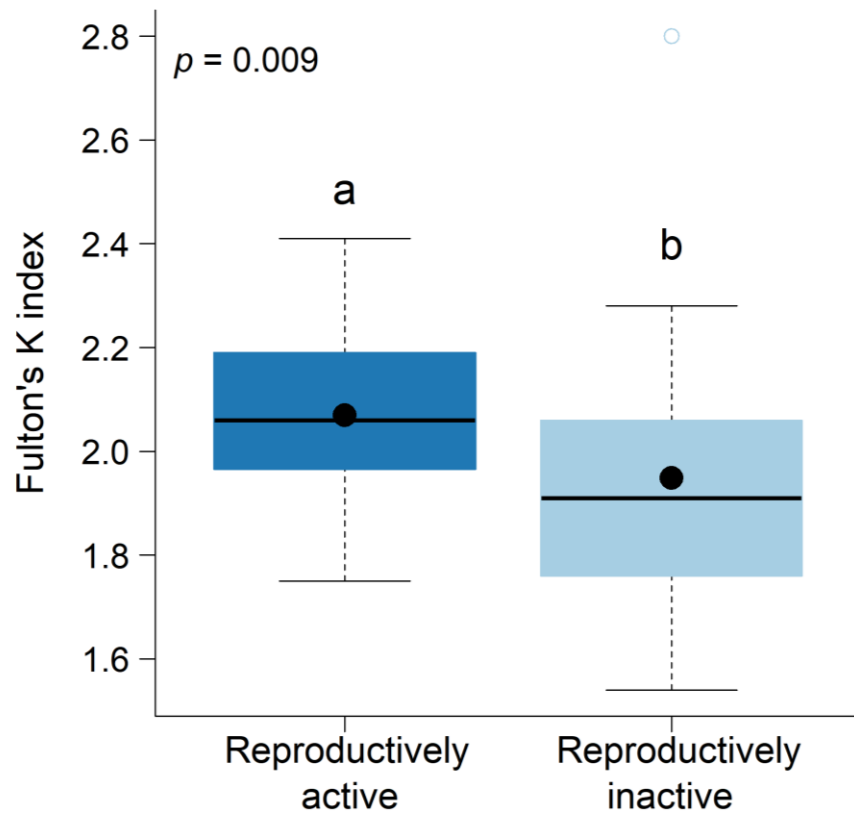 p = 0.009
a
b
Fulton's K index
2.8
2.6
2.4
2.2
2.0
1.8
1.6
Reproductively
active
Reproductively
inactive